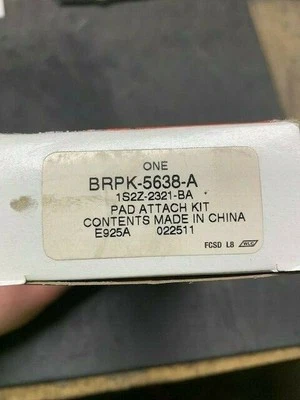 ONE
BRPK-5638-A
1S2Z-2321-BA
PAD ATTACH KIT
CONTENTS MADE IN CHINA
E925A 022511
FCSD L8